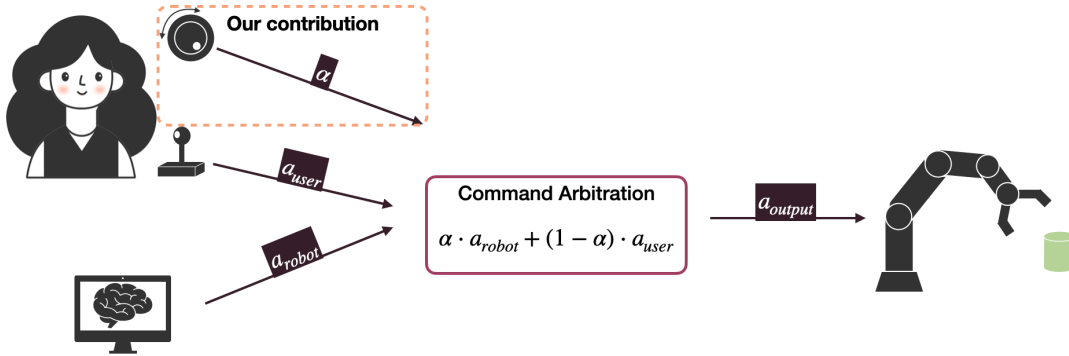 Our contribution
α
a_user
a_robot
Command Arbitration
α · a_robot + (1 − α) · a_user
a_output